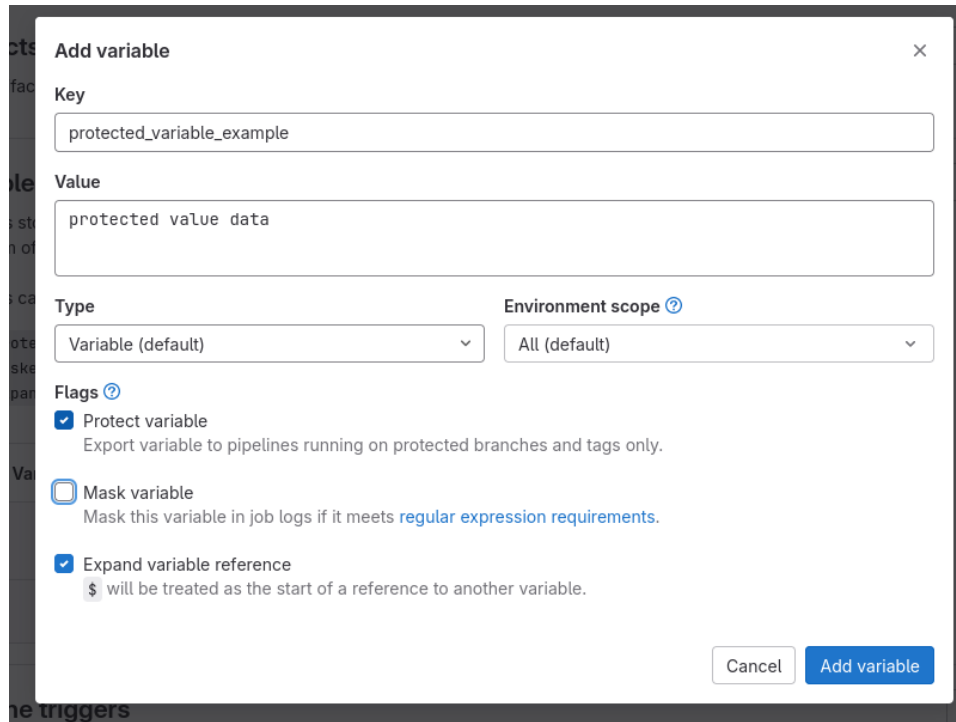 Add variable
Key
protected_variable_example
Value
protected value data
Type
Environment scope
Variable (default)
All (default)
Flags
Protect variable
Export variable to pipelines running on protected branches and tags only.
Mask variable
Mask this variable in job logs if it meets regular expression requirements.
Expand variable reference
$ will be treated as the start of a reference to another variable.
Cancel
Add variable
triggers